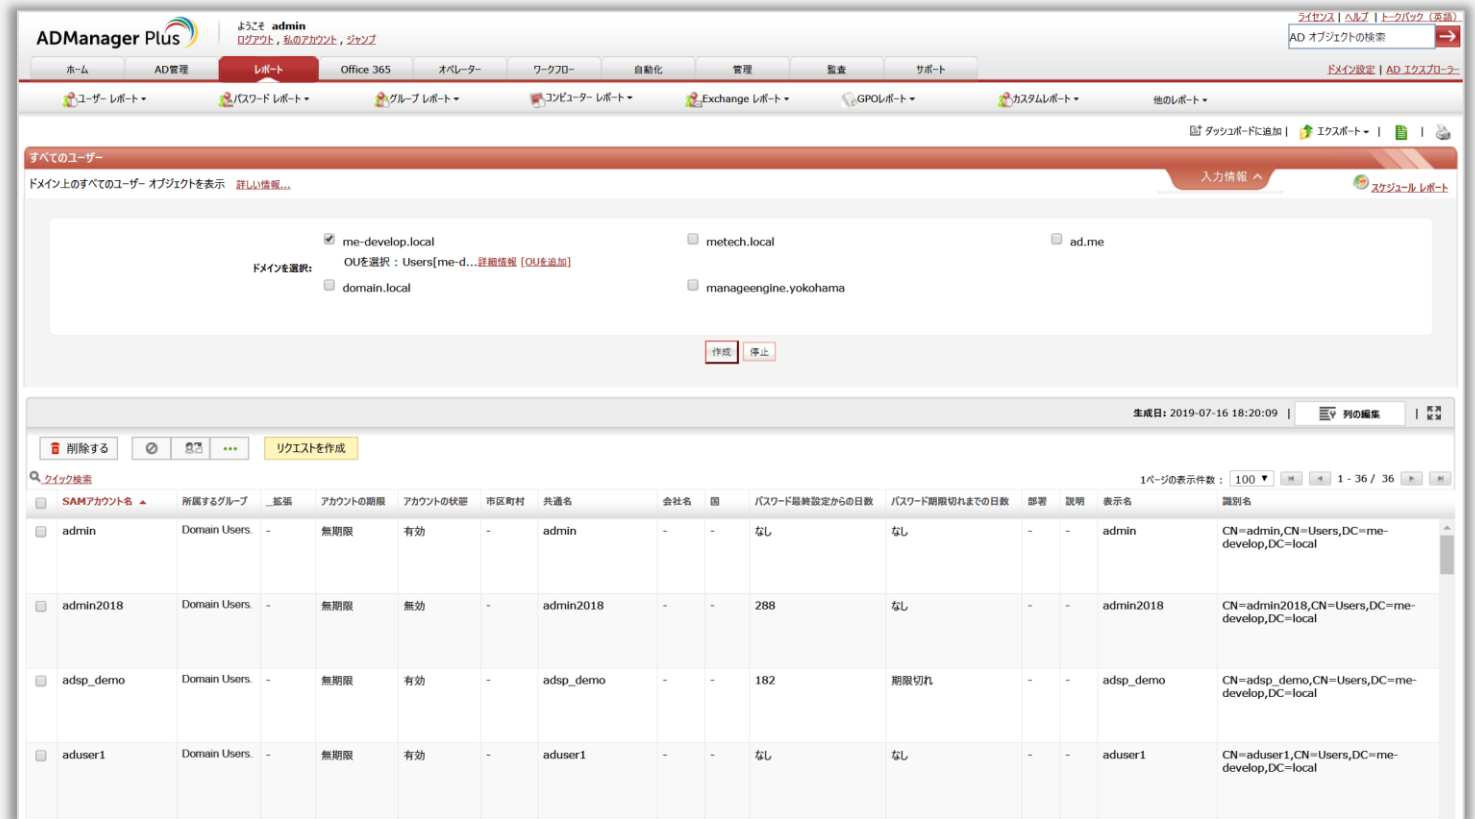 ADManager Plus
ようこそ admin
ログアウト , 私のアカウント , ジャンプ
ライセンス | ヘルプ | トークバック (英語)
AD オブジェクトの検索
ホーム AD管理 レポート Office 365 オペレーター ワークフロー 自動化 管理 監査 サポート
ドメイン設定 | AD エクスプローラー
ユーザー レポート パスワード レポート グループ レポート コンピューター レポート Exchange レポート GPOレポート カスタムレポート 他のレポート
ダッシュボードに追加 | エクスポート | |
すべてのユーザー
ドメイン上のすべてのユーザー オブジェクトを表示 詳しい情報...
入力情報
スケジュール レポート
ドメインを選択:
me-develop.local metech.local ad.me
OUを選択 : Users[me-d...詳細情報 [OUを追加]
domain.local manageengine.yokohama
作成 停止
生成日: 2019-07-16 18:20:09 | 列の編集 |
削除する リクエストを作成
クイック検索
1ページの表示件数 : 100 1 - 36 / 36
SAMアカウント名 所属するグループ _拡張 アカウントの期限 アカウントの状態 市区町村 共通名 会社名 国 パスワード最終設定からの日数 パスワード期限切れまでの日数 部署 説明 表示名 識別名
admin Domain Users. - 無期限 有効 - admin - - なし なし - - admin CN=admin,CN=Users,DC=me-
develop,DC=local
admin2018 Domain Users. - 無期限 無効 - admin2018 - - 288 なし - - admin2018 CN=admin2018,CN=Users,DC=me-
develop,DC=local
adsp_demo Domain Users. - 無期限 有効 - adsp_demo - - 182 期限切れ - - adsp_demo CN=adsp_demo,CN=Users,DC=me-
develop,DC=local
aduser1 Domain Users. - 無期限 有効 - aduser1 - - なし なし - - aduser1 CN=aduser1,CN=Users,DC=me-
develop,DC=local